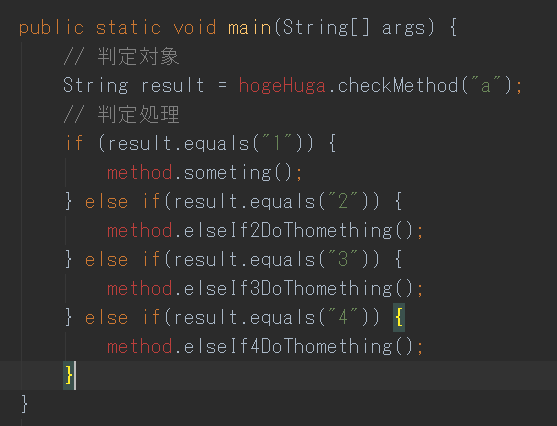 public static void main(String[] args) {
// 判定対象
String result = hogeHuga.checkMethod("a");
// 判定処理
if (result.equals("1")) {
method.someting();
} else if(result.equals("2")) {
method.elseIf2DoThomething();
} else if(result.equals("3")) {
method.elseIf3DoThomething();
} else if(result.equals("4")) {
method.elseIf4DoThomething();
}
}